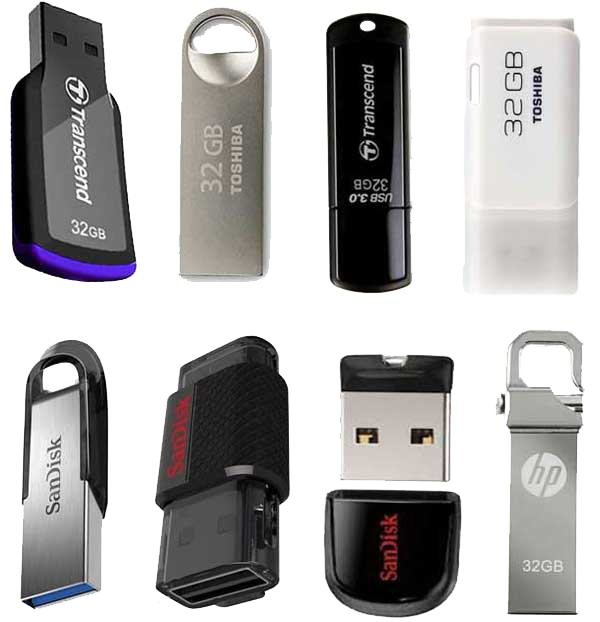 Transcend
32GB
32 GB
TOSHIBA
Transcend
USB 3.0
32GB
32 GB
TOSHIBA
SanDisk
SanDisk
SanDisk
hp
32GB